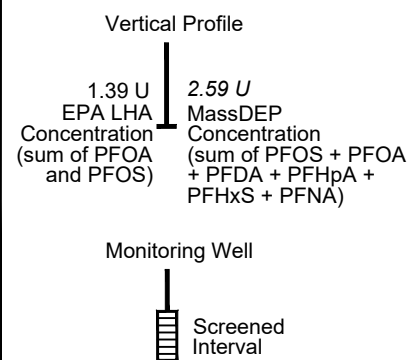 Vertical Profile
1.39 U
EPA LHA
Concentration
(sum of PFOA
and PFOS)
2.59 U
MassDEP
Concentration
(sum of PFOS + PFOA
+ PFDA + PFHpA +
PFHxS + PFNA)
Monitoring Well
Screened
Interval